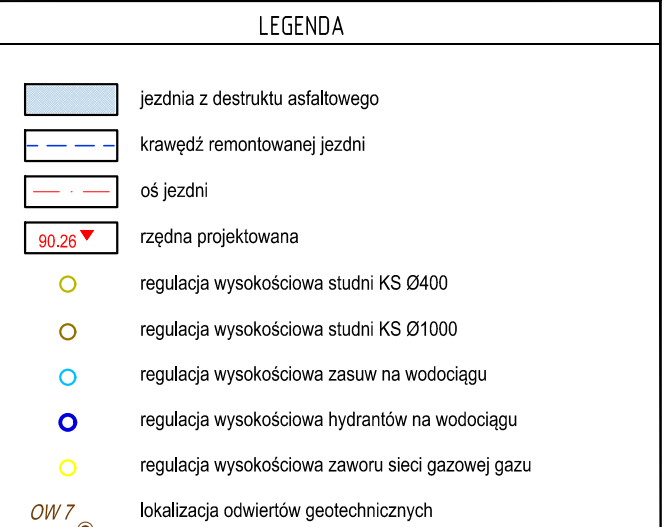 LEGENDA
jezdnia z destruktu asfaltowego
krawędź remontowanej jezdni
oś jezdni
90.26 rzędna projektowana
regulacja wysokościowa studni KS Ø400
regulacja wysokościowa studni KS Ø1000
regulacja wysokościowa zasuw na wodociągu
regulacja wysokościowa hydrantów na wodociągu
regulacja wysokościowa zaworu sieci gazowej gazu
OW 7 lokalizacja odwiertów geotechnicznych